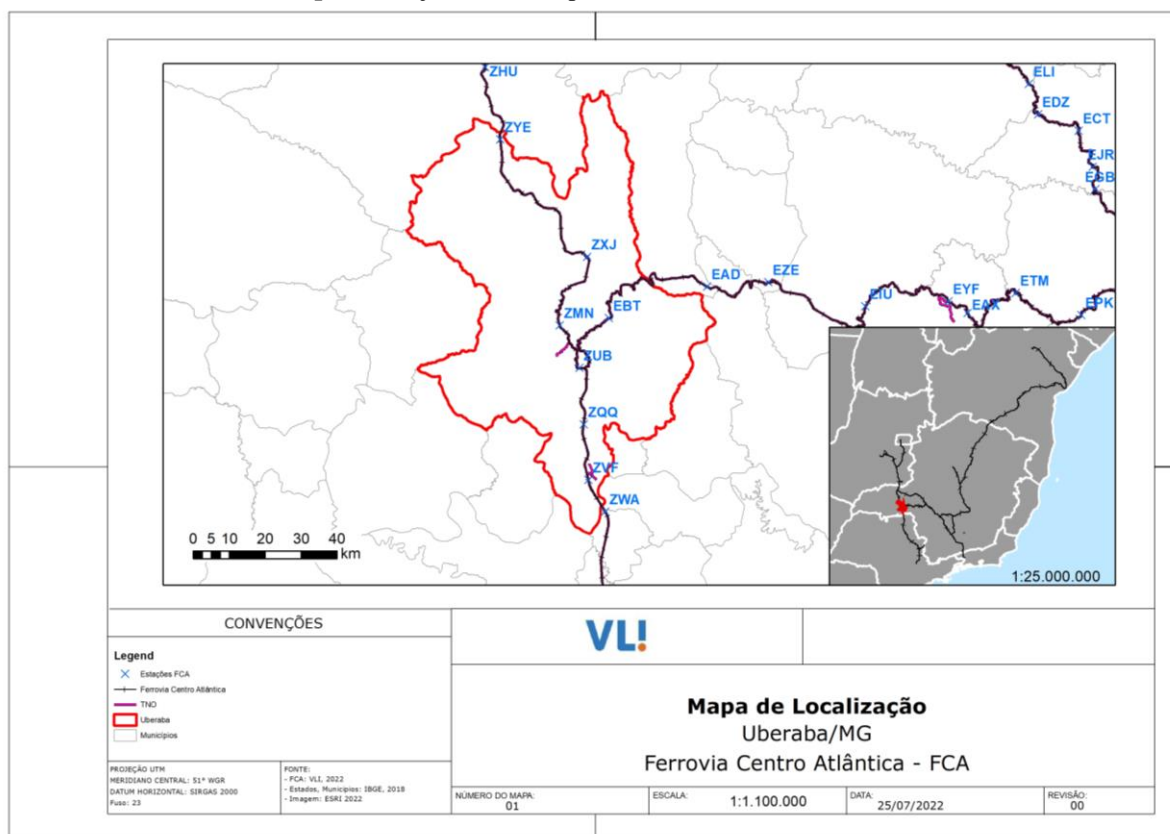 ZHU
ELI
EDZ
ECT
ZYE
EJR
EGB
ZXJ
EAD
EZE
EIU
EYF
ETM
EAX
EPK
ZMN
EBT
ZUB
ZQQ
ZVF
ZWA
0 5 10 20 30 40
km
1:25.000.000
CONVENÇÕES
Legend
Estações FCA
Ferrovia Centro Atlântica
TNO
Uberaba
Municípios
PROJEÇÃO UTM
MERIDIANO CENTRAL: 51° WGR
DATUM HORIZONTAL: SIRGAS 2000
Fuso: 23
FONTE:
- FCA: VLI, 2022
- Estados, Municípios: IBGE, 2018
- Imagem: ESRI 2022
VL!
Mapa de Localização
Uberaba/MG
Ferrovia Centro Atlântica - FCA
NÚMERO DO MAPA:
01
ESCALA:
1:1.100.000
DATA:
25/07/2022
REVISÃO:
00